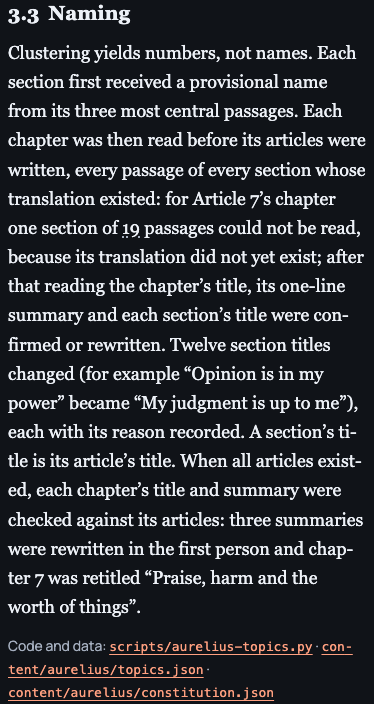 3.3 Naming
Clustering yields numbers, not names. Each
section first received a provisional name
from its three most central passages. Each
chapter was then read before its articles were
written, every passage of every section whose
translation existed: for Article 7’s chapter
one section of 19 passages could not be read,
because its translation did not yet exist; after
that reading the chapter’s title, its one-line
summary and each section’s title were con-
firmed or rewritten. Twelve section titles
changed (for example “Opinion is in my
power” became “My judgment is up to me”),
each with its reason recorded. A section’s ti-
tle is its article’s title. When all articles exist-
ed, each chapter’s title and summary were
checked against its articles: three summaries
were rewritten in the first person and chap-
ter 7 was retitled “Praise, harm and the
worth of things”.
Code and data: scripts/aurelius-topics.py · con-
tent/aurelius/topics.json ·
content/aurelius/constitution.json